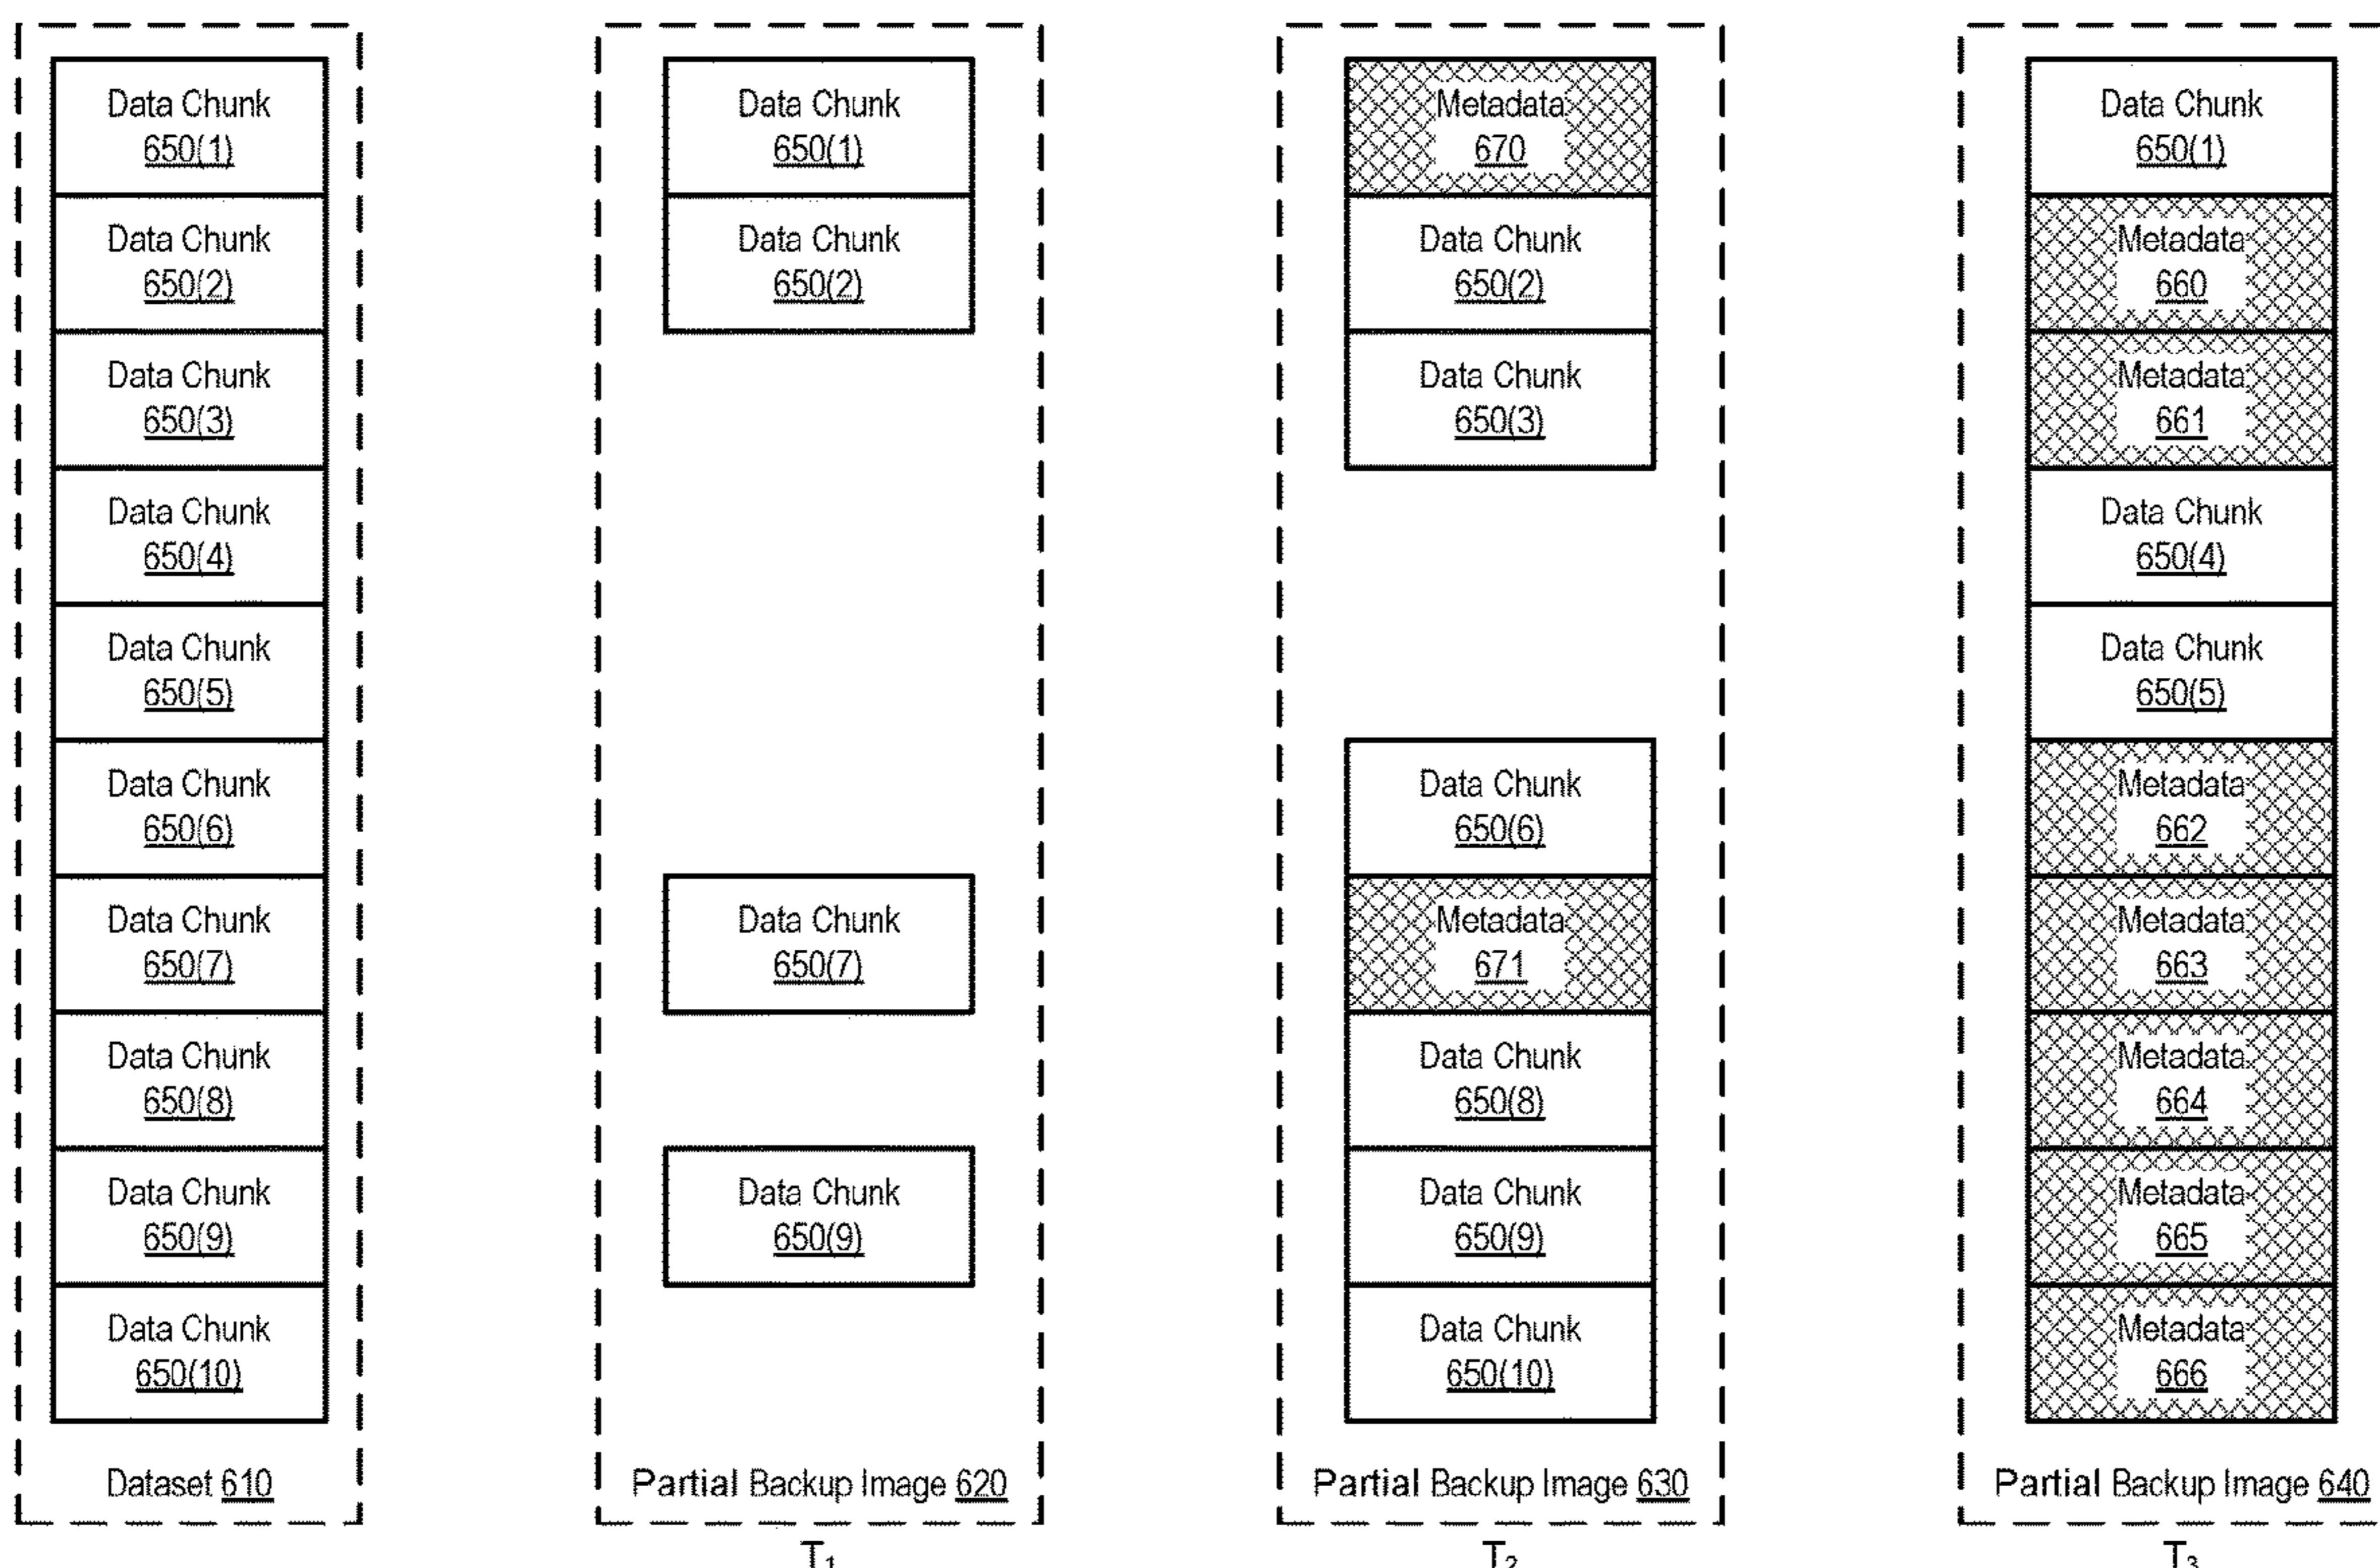 Data Chunk
650(1)
Data Chunk
650(2)
Data Chunk
650(3)
Data Chunk
650(4)
Data Chunk
650(5)
Data Chunk
650(6)
Data Chunk
650(7)
Data Chunk
650(8)
Data Chunk
650(9)
Data Chunk
650(10)
Dataset 610
Data Chunk
650(1)
Data Chunk
650(2)
Data Chunk
650(7)
Data Chunk
650(9)
Partial Backup Image 620
T₁
Metadata
670
Data Chunk
650(2)
Data Chunk
650(3)
Data Chunk
650(6)
Metadata
671
Data Chunk
650(8)
Data Chunk
650(9)
Data Chunk
650(10)
Partial Backup Image 630
T₂
Data Chunk
650(1)
Metadata
660
Metadata
661
Data Chunk
650(4)
Data Chunk
650(5)
Metadata
662
Metadata
663
Metadata
664
Metadata
665
Metadata
666
Partial Backup Image 640
T₃